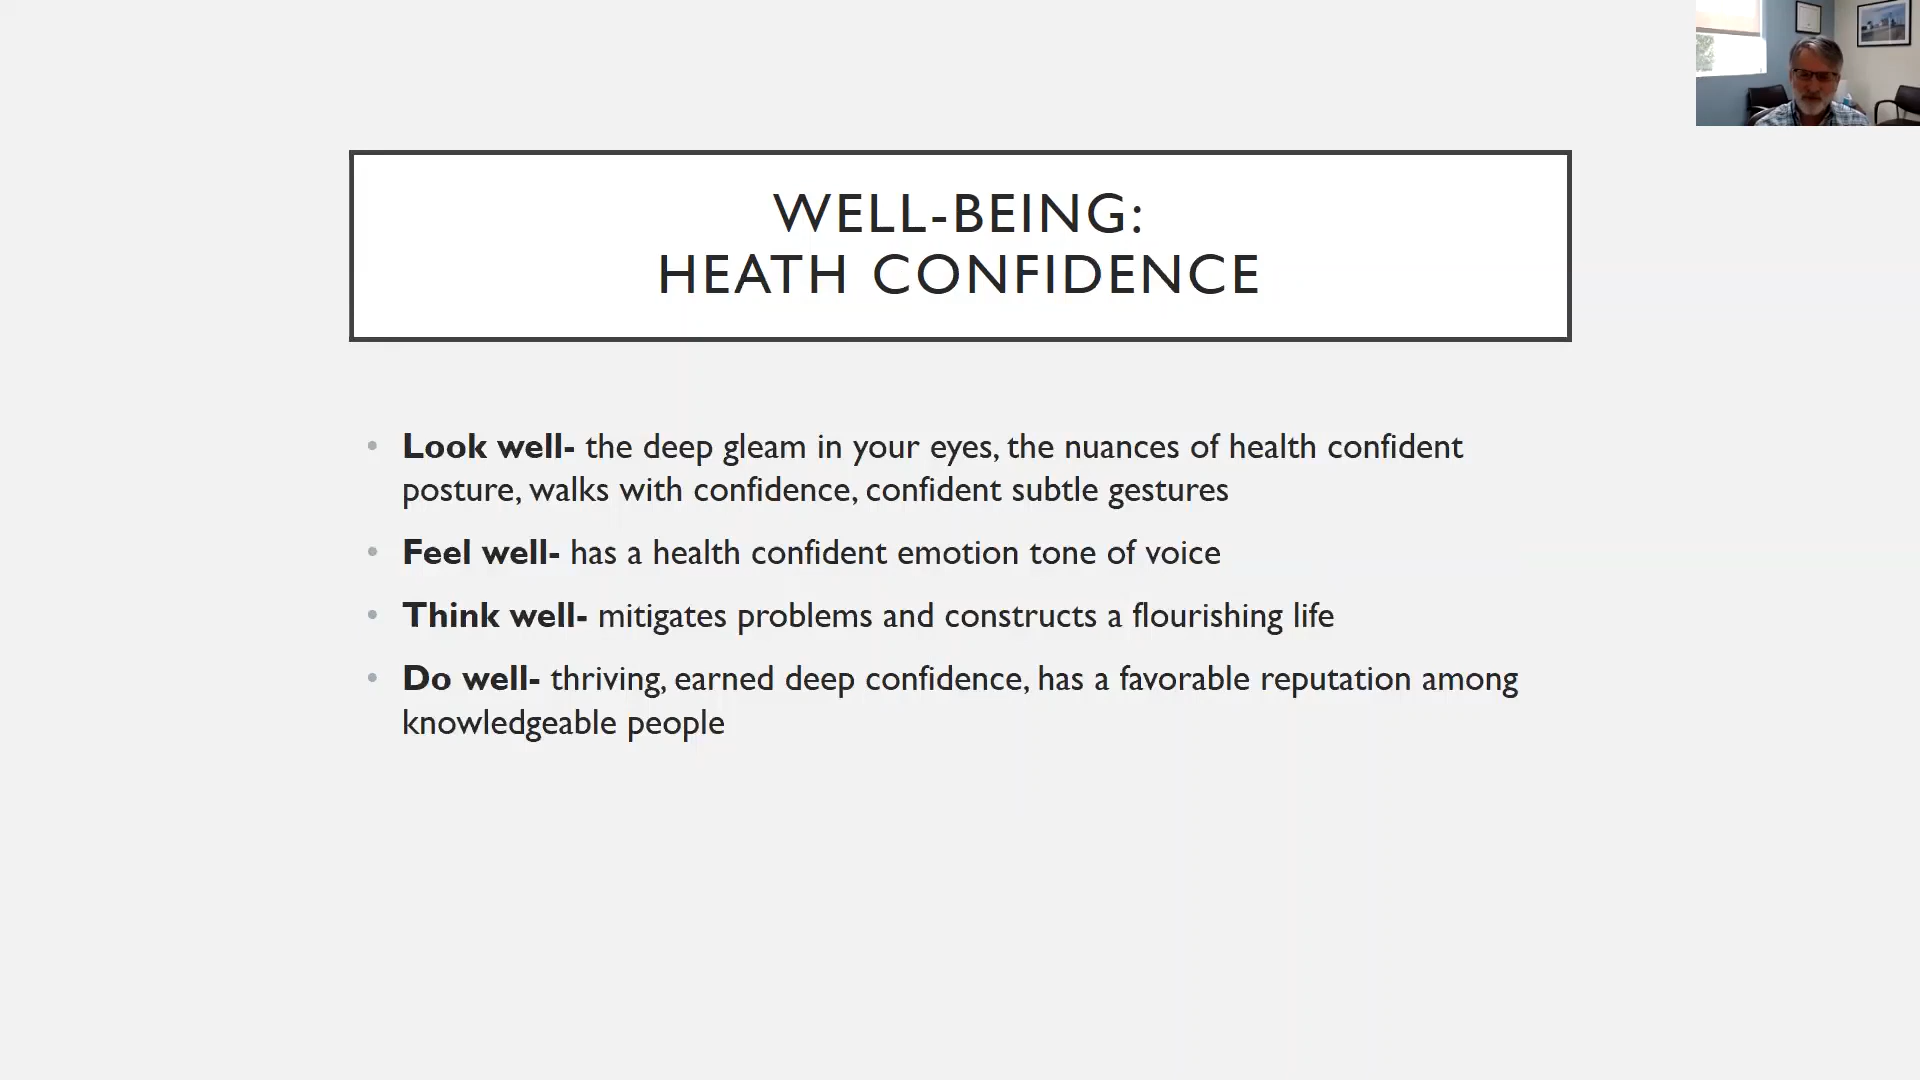 WELL-BEING:
HEATH CONFIDENCE
• Look well- the deep gleam in your eyes, the nuances of health confident
posture, walks with confidence, confident subtle gestures
• Feel well- has a health confident emotion tone of voice
• Think well- mitigates problems and constructs a flourishing life
• Do well- thriving, earned deep confidence, has a favorable reputation among
knowledgeable people